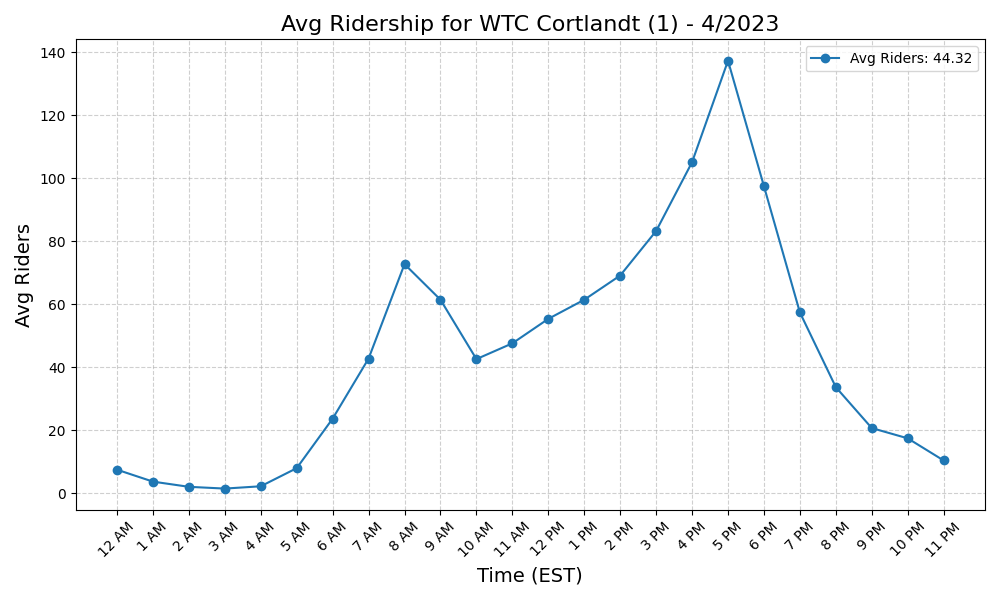 Avg Ridership for WTC Cortlandt (1) - 4/2023
Avg Riders: 44.32
Avg Riders
140
120
100
80
60
40
20
0
12 AM
1 AM
2 AM
3 AM
4 AM
5 AM
6 AM
7 AM
8 AM
9 AM
10 AM
11 AM
12 PM
1 PM
2 PM
3 PM
4 PM
5 PM
6 PM
7 PM
8 PM
9 PM
10 PM
11 PM
Time (EST)